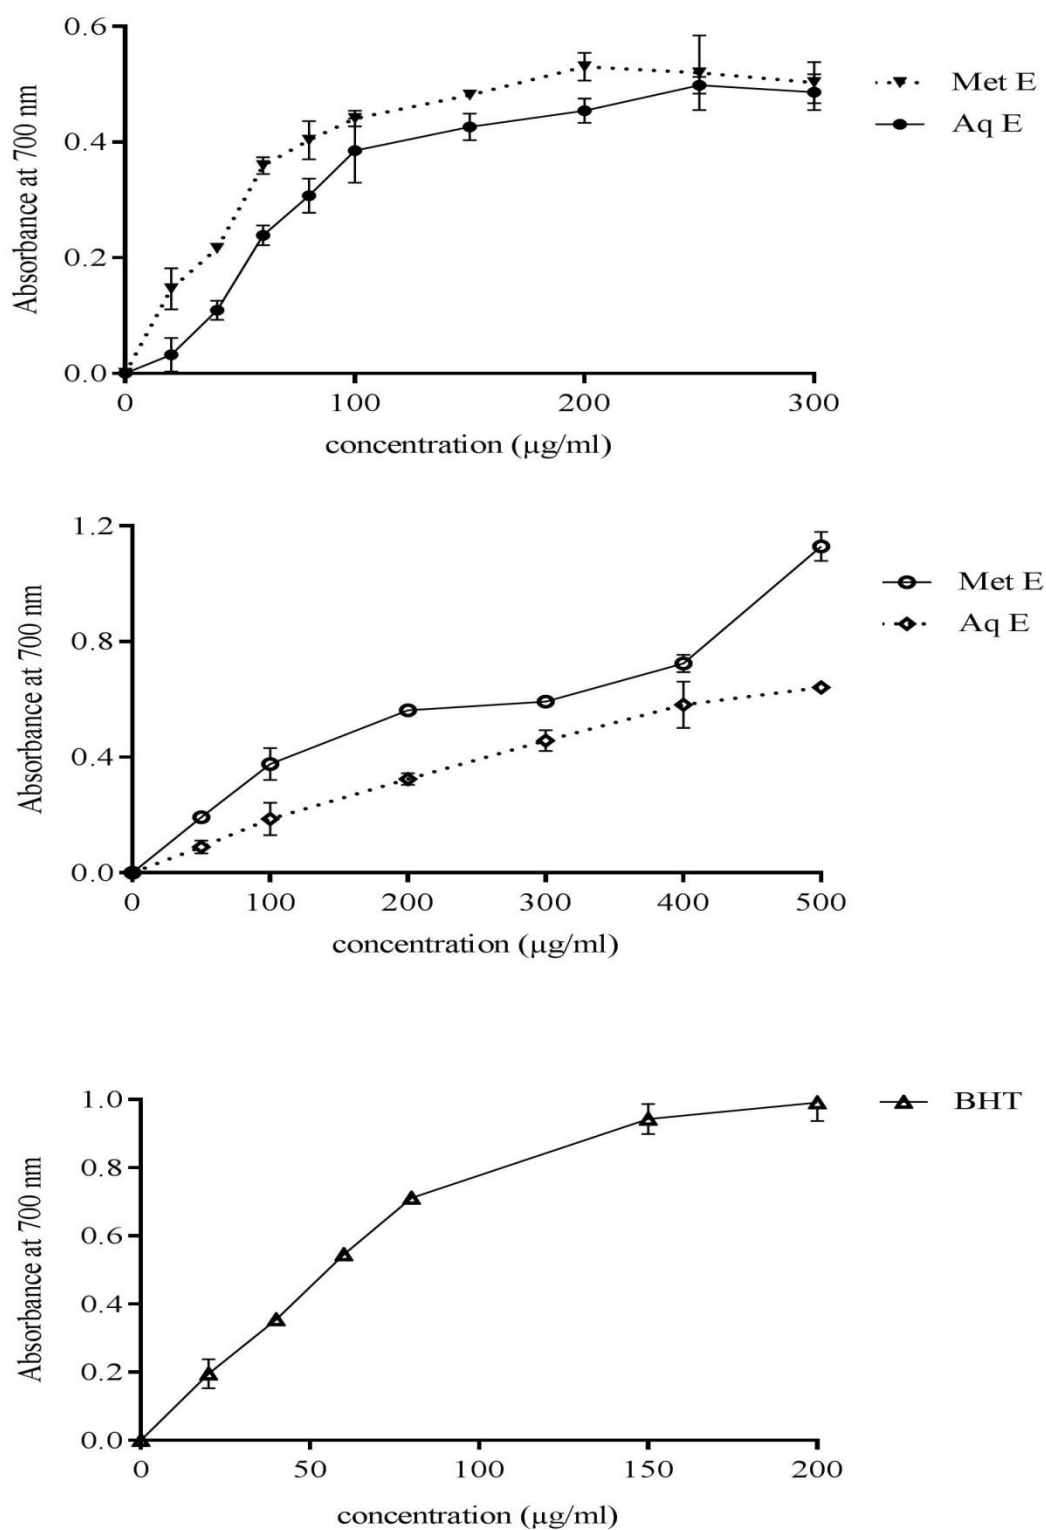 0.6
0.4
0.2
0.0
Absorbance at 700 nm
0 100 200 300
concentration (µg/ml)
Met E
Aq E
1.2
0.8
0.4
0.0
Absorbance at 700 nm
0 100 200 300 400 500
concentration (µg/ml)
Met E
Aq E
1.0
0.8
0.6
0.4
0.2
0.0
Absorbance at 700 nm
0 50 100 150 200
concentration (µg/ml)
BHT